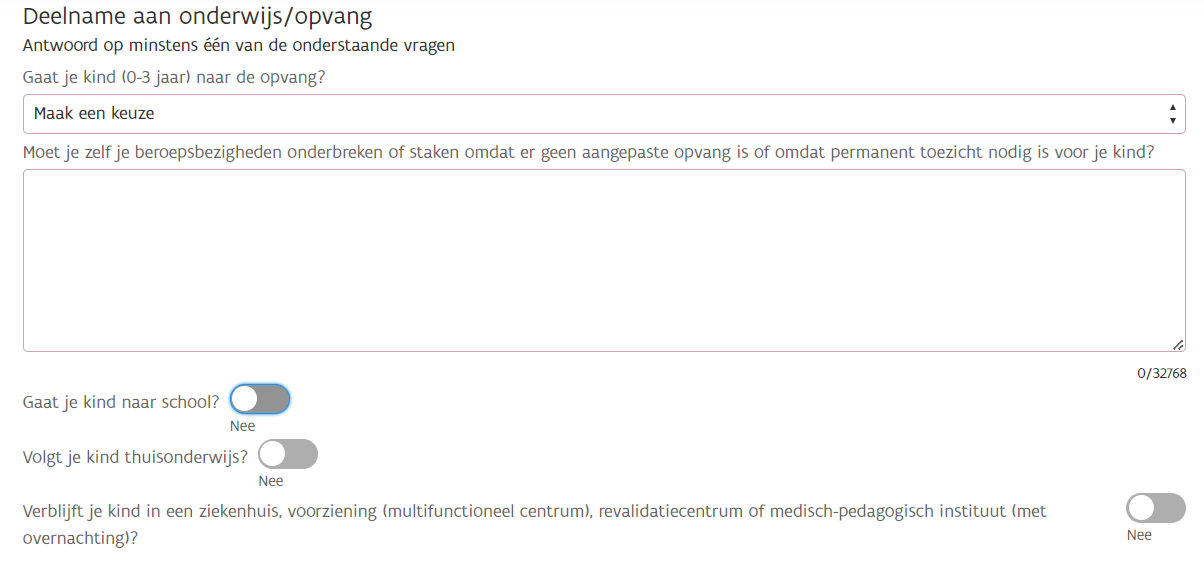 Deelname aan onderwijs/opvang
Antwoord op minstens één van de onderstaande vragen
Gaat je kind (0-3 jaar) naar de opvang?
Maak een keuze
Moet je zelf je beroepsbezigheden onderbreken of staken omdat er geen aangepaste opvang is of omdat permanent toezicht nodig is voor je kind?
0/32768
Gaat je kind naar school?
Nee
Volgt je kind thuisonderwijs?
Nee
Verblijft je kind in een ziekenhuis, voorziening (multifunctioneel centrum), revalidatiecentrum of medisch-pedagogisch instituut (met
overnachting)?
Nee